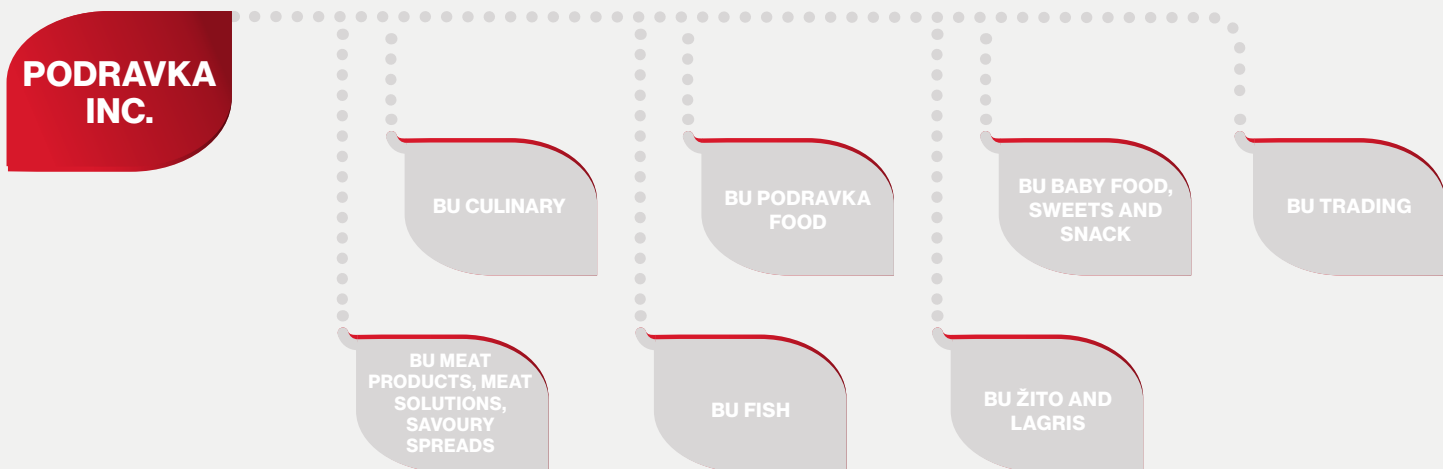 PODRAVKA
INC.
BU CULINARY
BU PODRAVKA
FOOD
BU BABY FOOD,
SWEETS AND
SNACK
BU TRADING
BU MEAT
PRODUCTS, MEAT
SOLUTIONS,
SAVOURY
SPREADS
BU FISH
BU ŽITO AND
LAGRIS